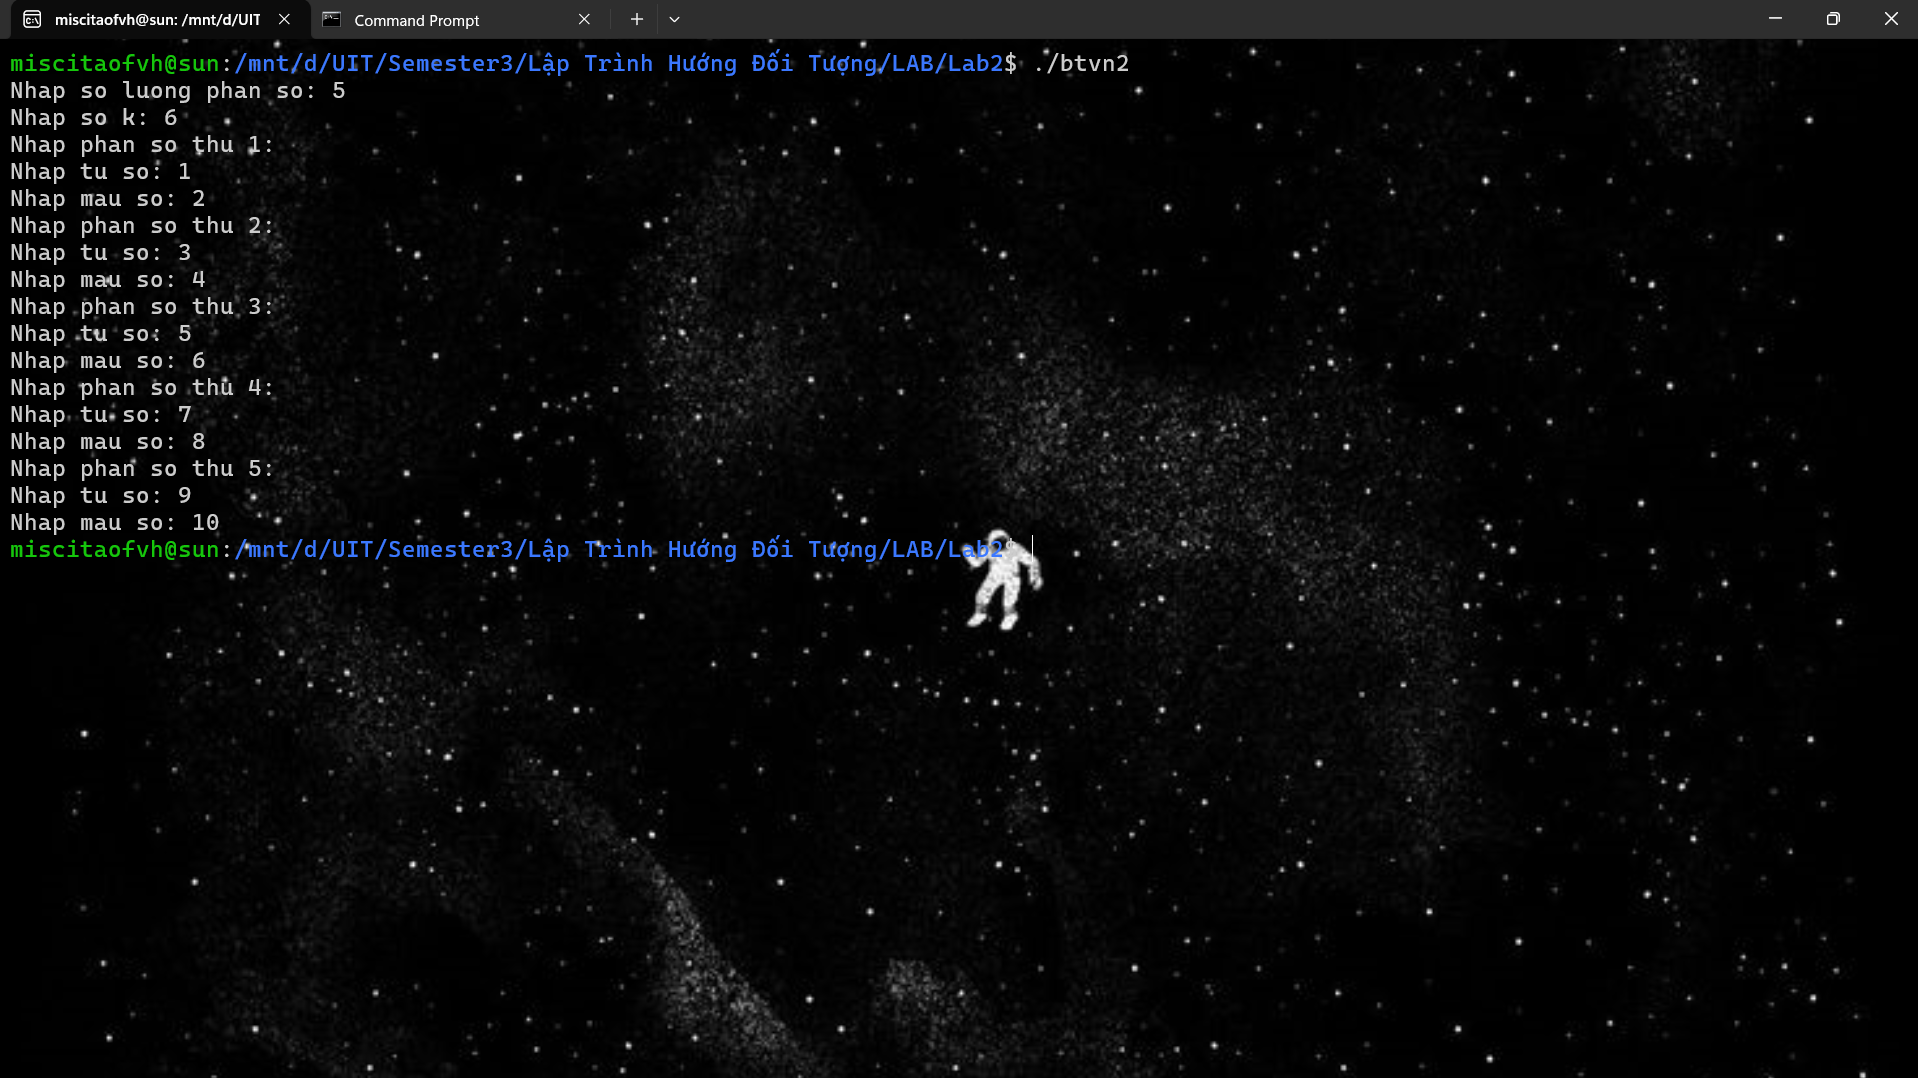 miscitaofvh@sun: /mnt/d/UIT
Command Prompt
miscitaofvh@sun:/mnt/d/UIT/Semester3/Lập Trình Hướng Đối Tượng/LAB/Lab2$ ./btvn2
Nhap so luong phan so: 5
Nhap so k: 6
Nhap phan so thu 1:
Nhap tu so: 1
Nhap mau so: 2
Nhap phan so thu 2:
Nhap tu so: 3
Nhap mau so: 4
Nhap phan so thu 3:
Nhap tu so: 5
Nhap mau so: 6
Nhap phan so thu 4:
Nhap tu so: 7
Nhap mau so: 8
Nhap phan so thu 5:
Nhap tu so: 9
Nhap mau so: 10
miscitaofvh@sun:/mnt/d/UIT/Semester3/Lập Trình Hướng Đối Tượng/LAB/Lab2$